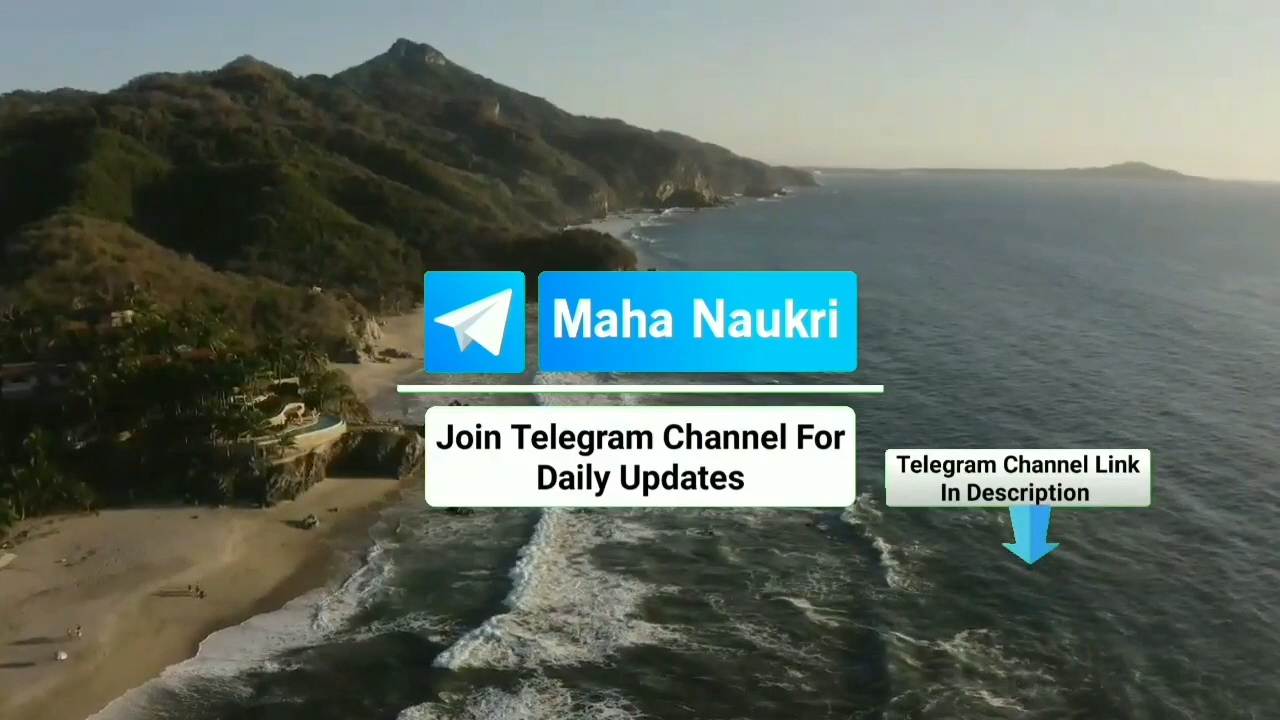 Maha Naukri
Join Telegram Channel For
Daily Updates
Telegram Channel Link
In Description